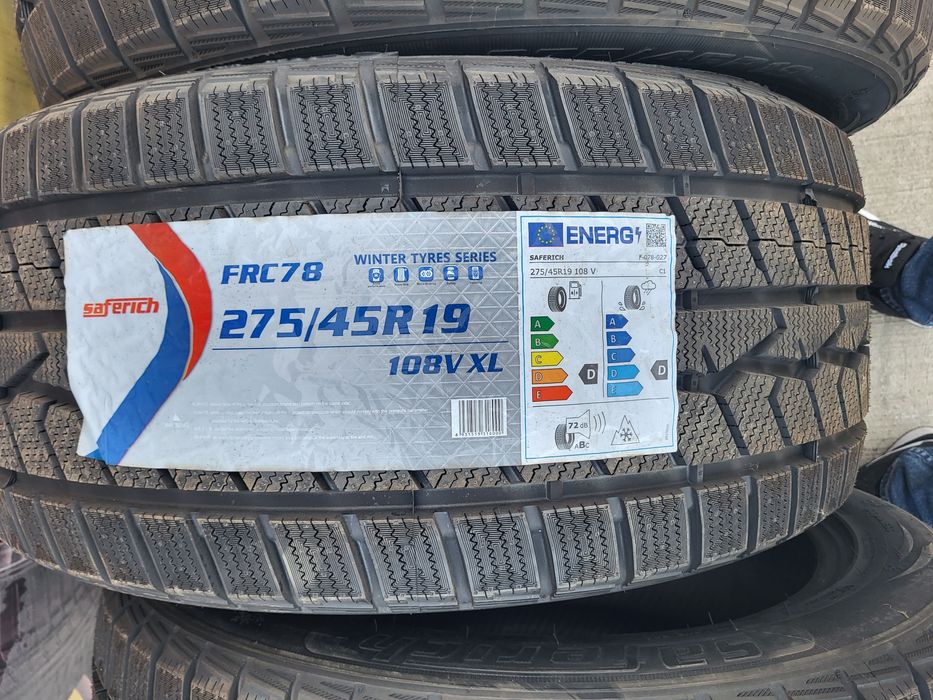 saferich
FRC78
WINTER TYRES SERIES
275/45R19
108V XL
ENERG
SAFERICH
F-078-027
275/45R19 108 V
C1
A
B
C
D
E
D
A
B
C
D
E
D
72 dB
ABC
saferich